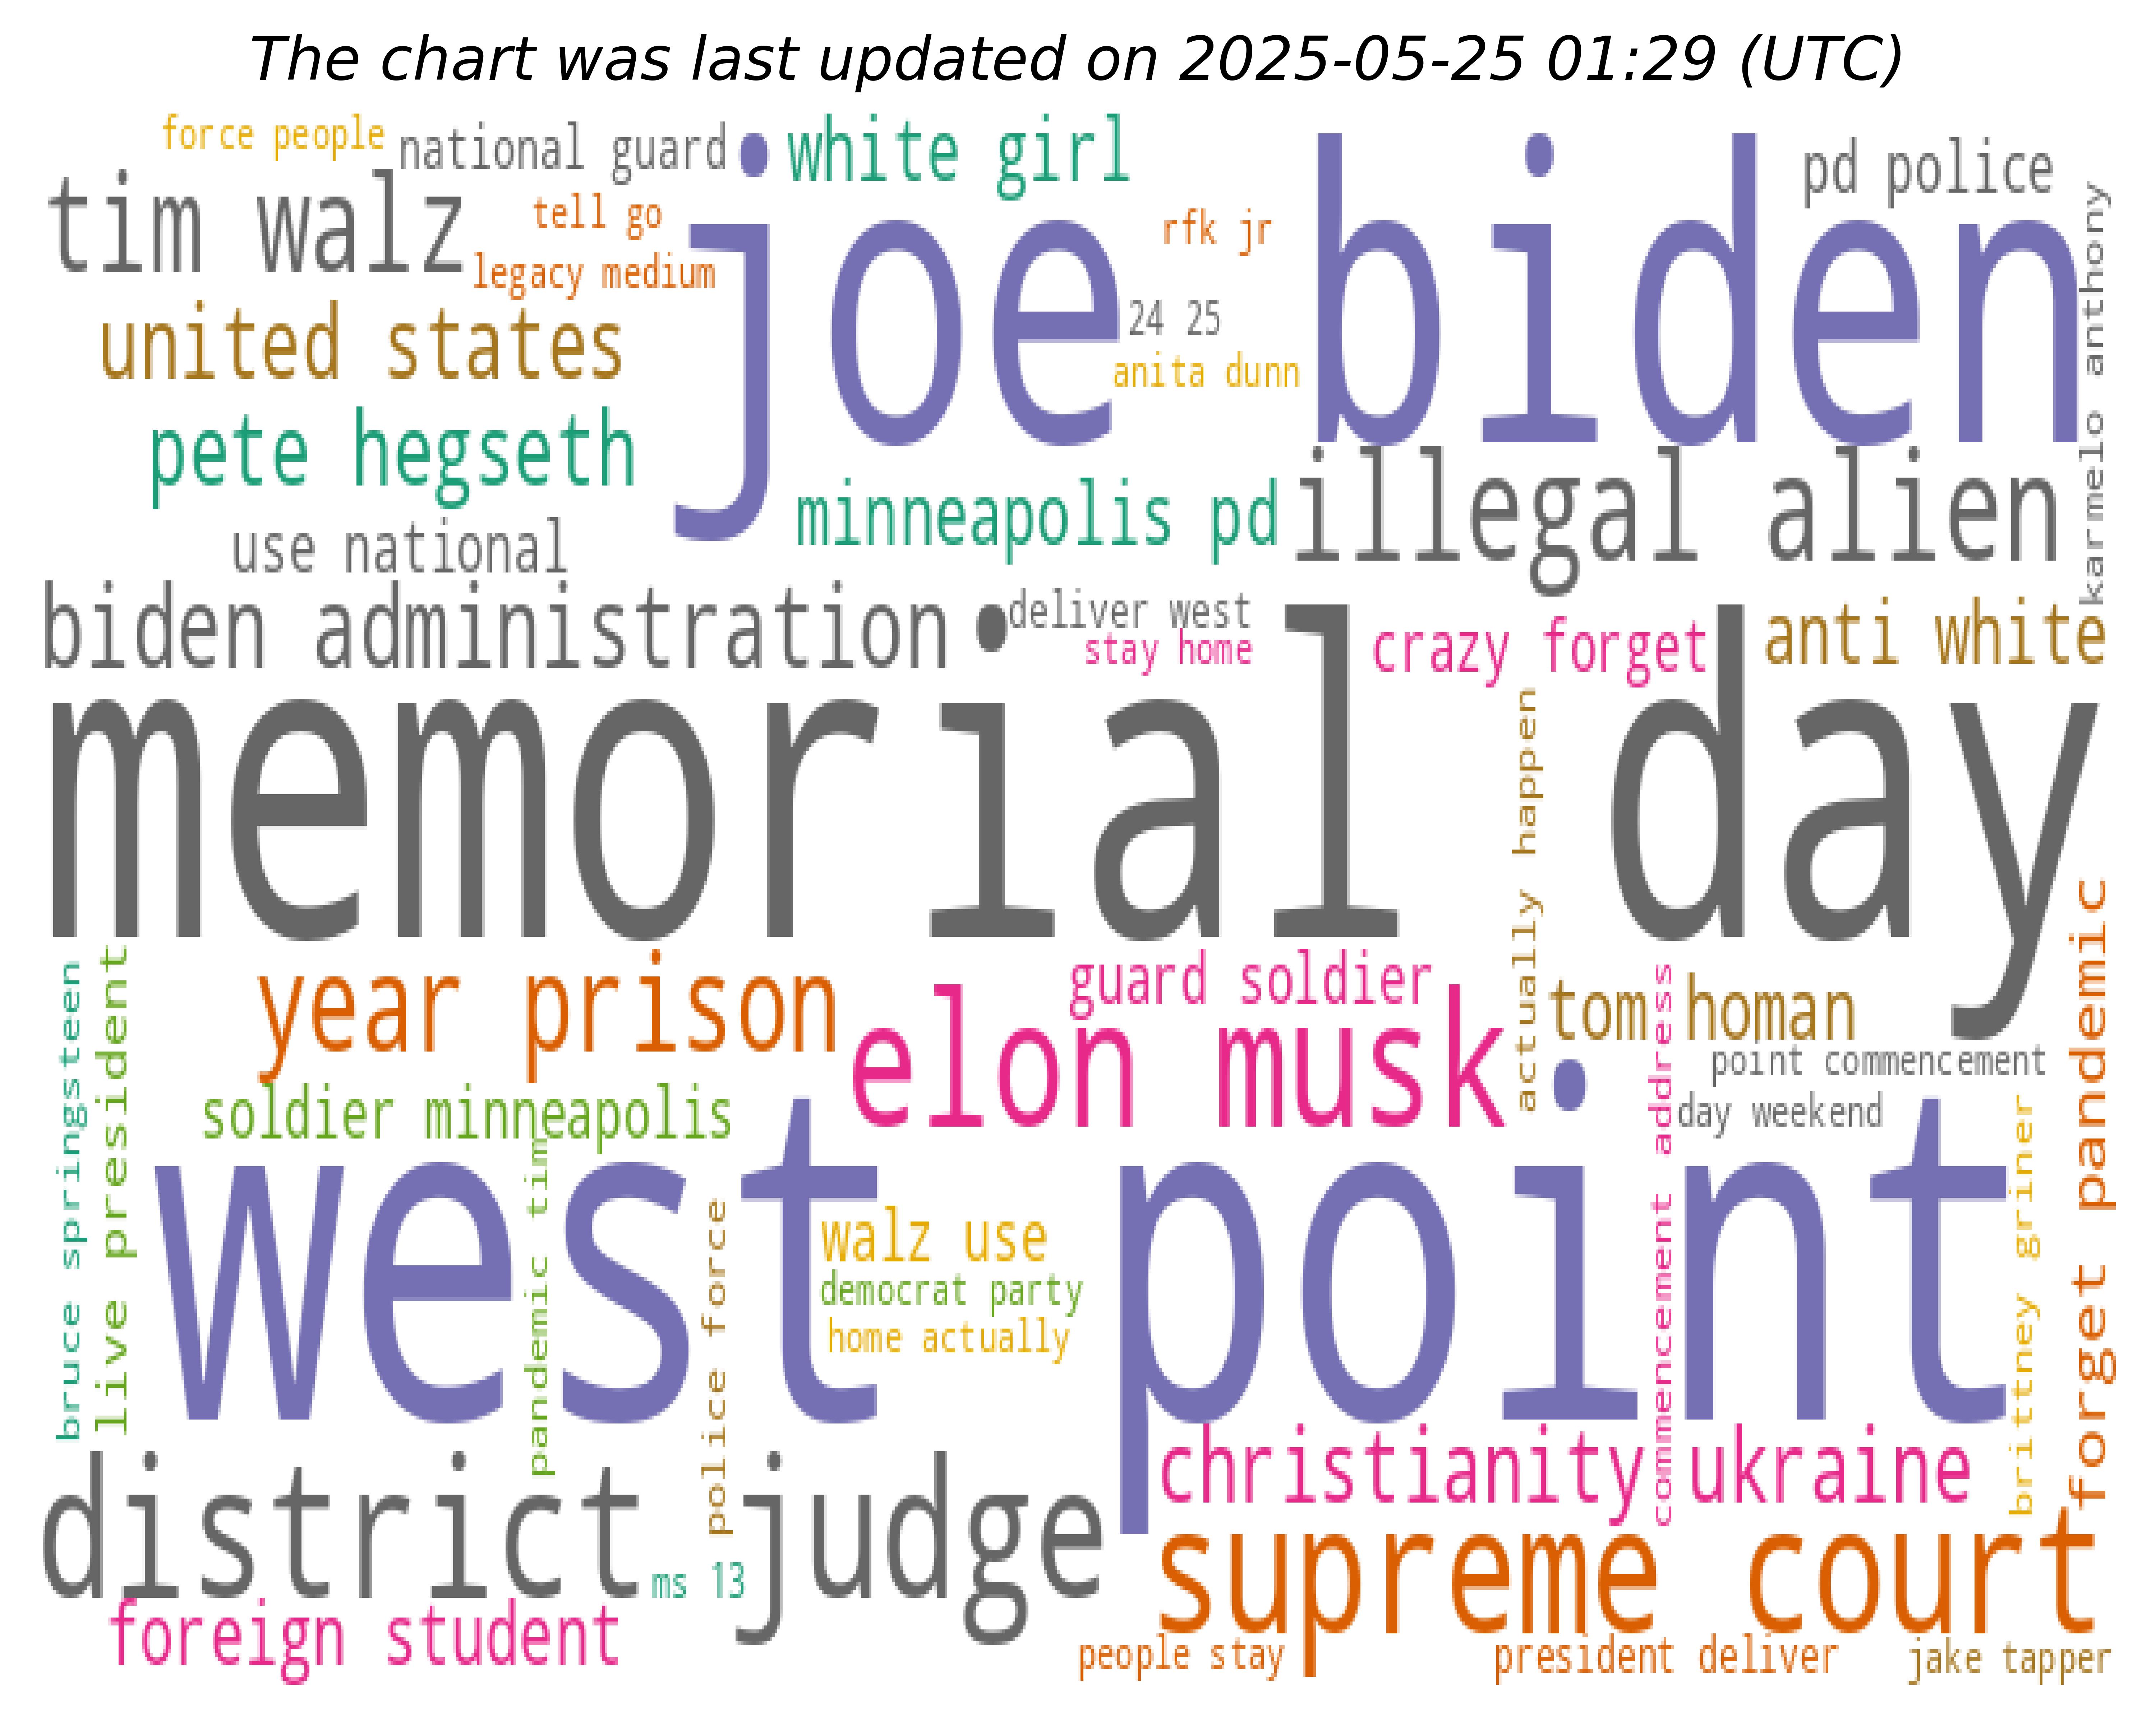 The chart was last updated on 2025-05-25 01:29 (UTC)
force people
national guard
white girl
joe biden
pd police
tim walz
tell go
rfk jr
legacy medium
karmelo anthony
united states
24 25
anita dunn
pete hegseth
illegal alien
minneapolis pd
use national
biden administration
deliver west
stay home
crazy forget
anti white
memorial day
actually happen
year prison
guard soldier
elon musk
tom homan
point commencement
day weekend
bruce springsteen
live president
soldier minneapolis
commencement address
forget pandemic
west point
pandemic tim
police force
walz use
democrat party
home actually
brittney griner
christianity ukraine
district judge
supreme court
ms 13
foreign student
people stay
president deliver
jake tapper